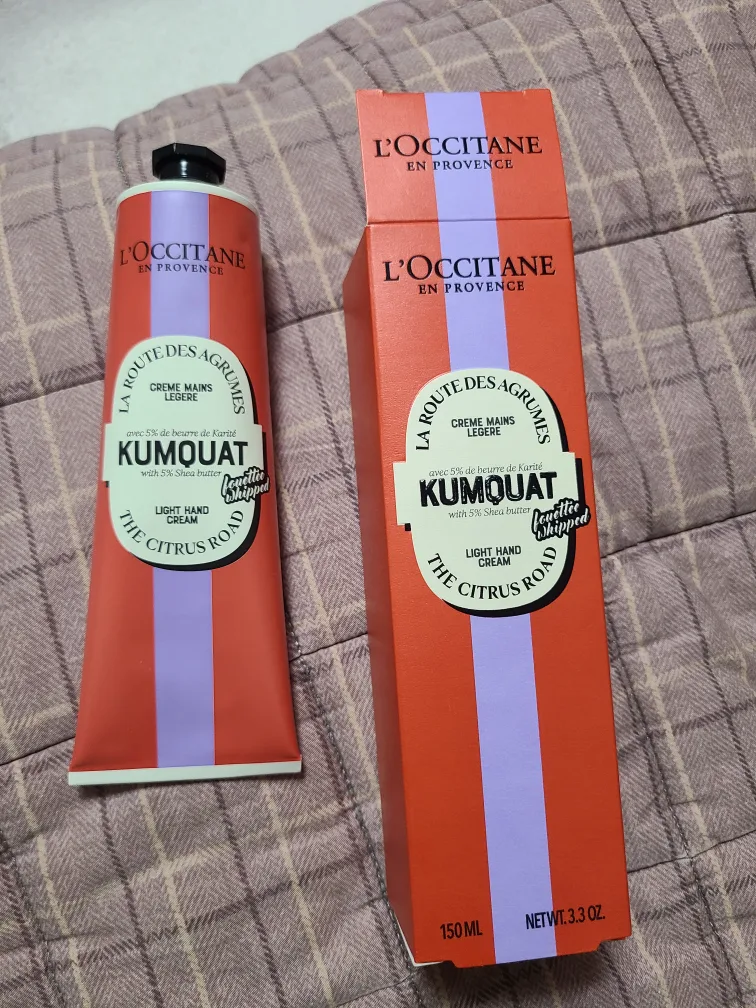 L'OCCITANE
EN PROVENCE
LA ROUTE DES AGRUMES
CREME MAINS
LEGERE
avec 5% de beurre de Karité
KUMQUAT
with 5% Shea butter
fouettée
whipped
LIGHT HAND
CREAM
THE CITRUS ROAD
L'OCCITANE
EN PROVENCE
L'OCCITANE
EN PROVENCE
LA ROUTE DES AGRUMES
CREME MAINS
LEGERE
avec 5% de beurre de Karité
KUMQUAT
with 5% Shea butter
fouettée
whipped
LIGHT HAND
CREAM
THE CITRUS ROAD
150 ML
NET WT. 3.3 OZ.